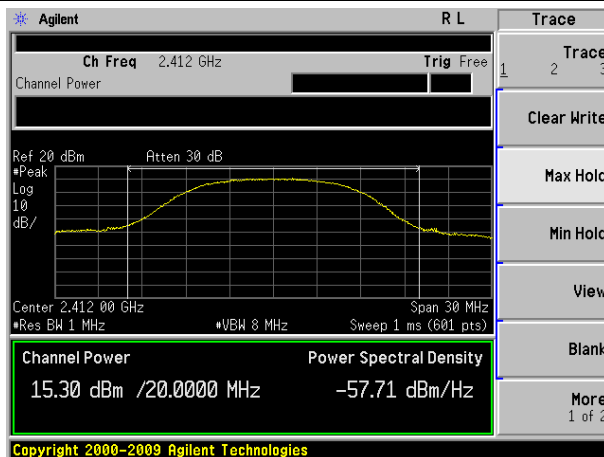 Agilent R L Trace
Ch Freq 2.412 GHz Trig Free
Channel Power
Trace
1 2 3
Clear Write
Max Hold
Min Hold
View
Blank
More
1 of 2
Ref 20 dBm Atten 30 dB
#Peak
Log
10
dB/
Center 2.412 00 GHz Span 30 MHz
#Res BW 1 MHz #VBW 8 MHz Sweep 1 ms (601 pts)
Channel Power Power Spectral Density
15.30 dBm /20.0000 MHz -57.71 dBm/Hz
Copyright 2000-2009 Agilent Technologies